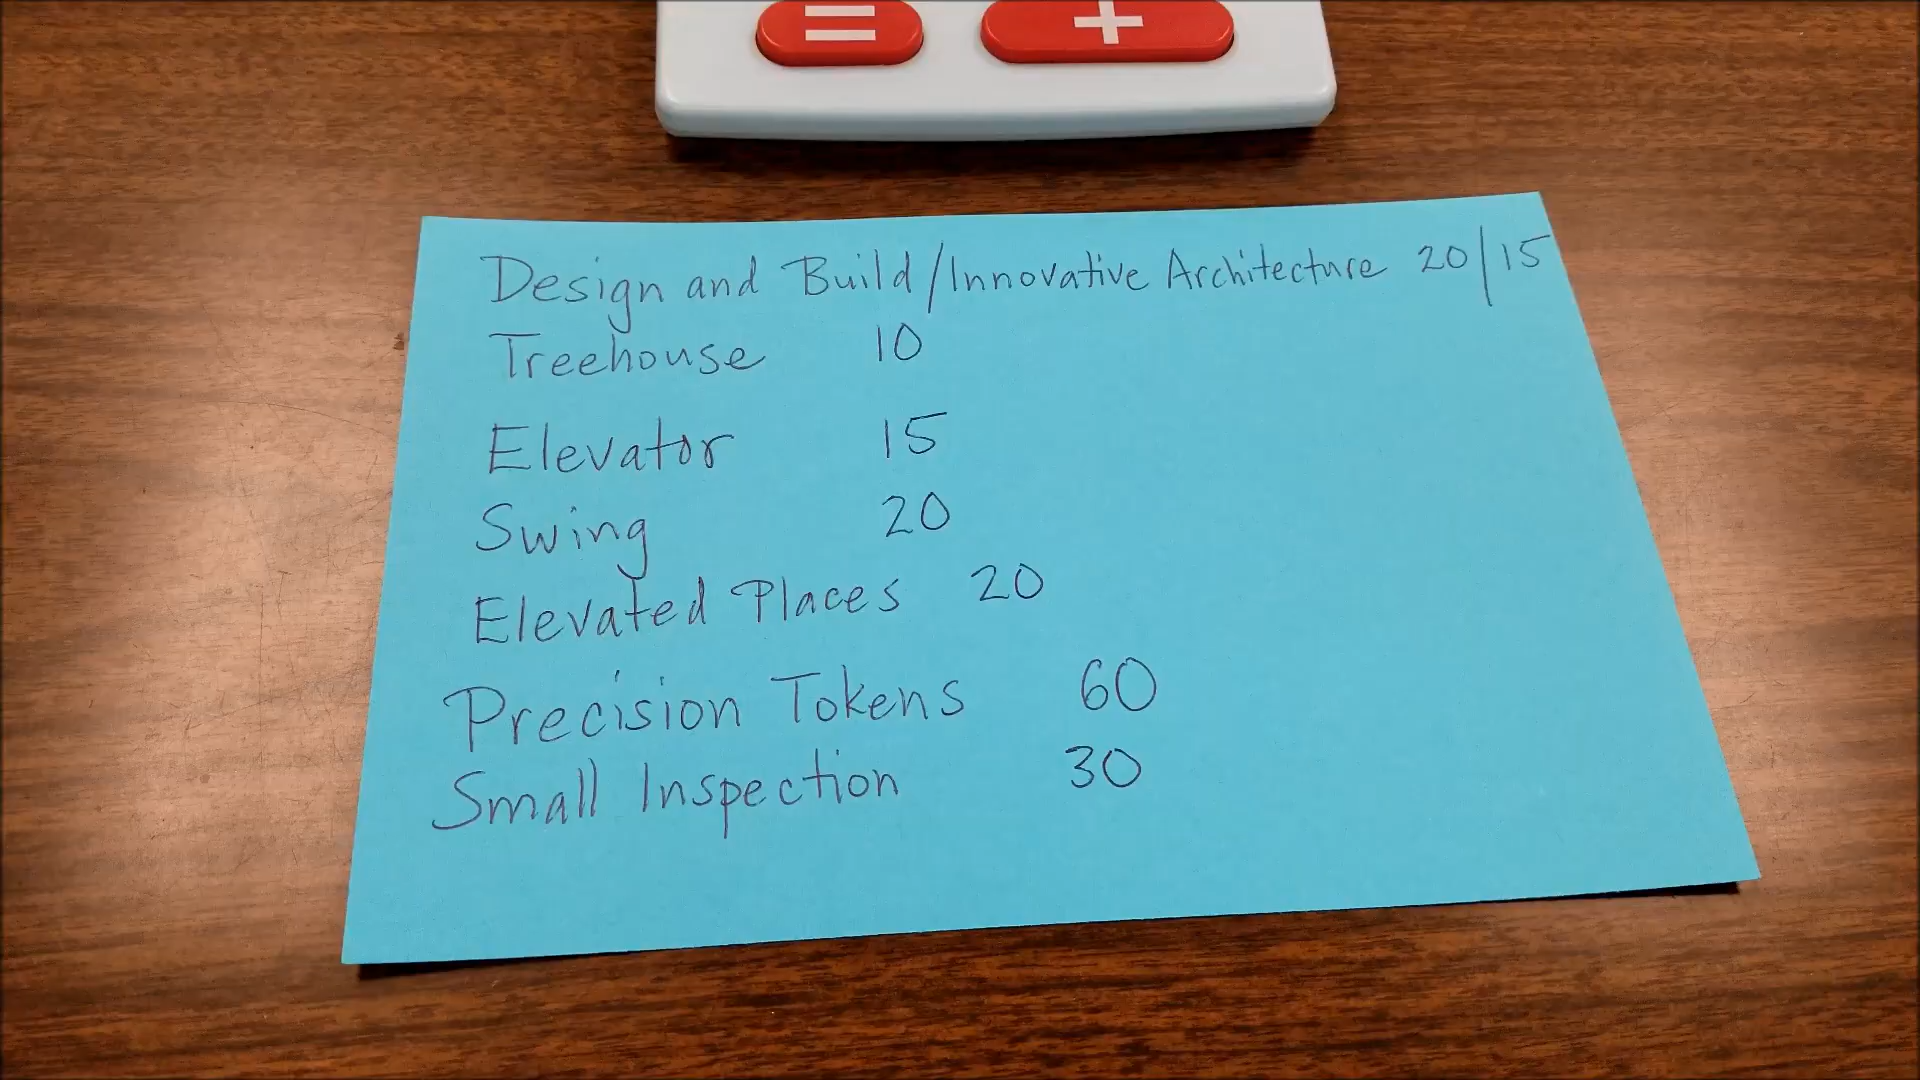 = +
Design and Build/Innovative Architecture 20/15
Treehouse 10
Elevator 15
Swing 20
Elevated Places 20
Precision Tokens 60
Small Inspection 30